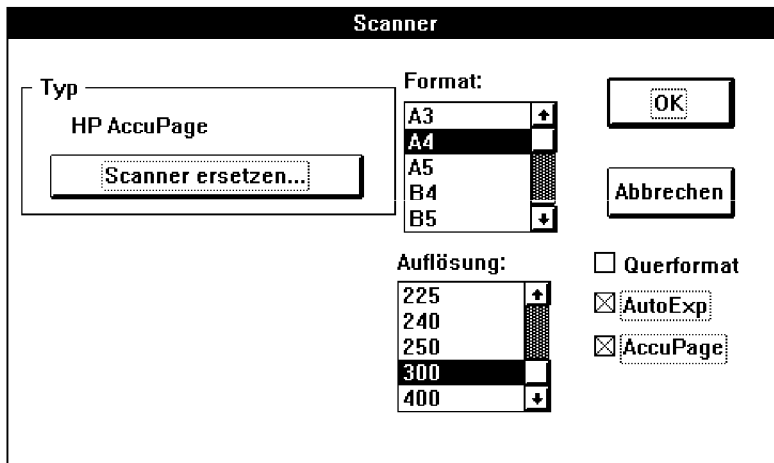 Scanner
Typ
HP AccuPage
Scanner ersetzen...
Format:
A3
A4
A5
B4
B5
OK
Abbrechen
Auflösung:
225
240
250
300
400
Querformat
AutoExp
AccuPage